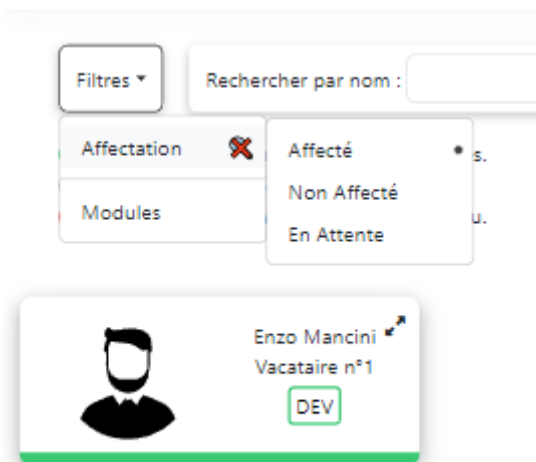 Filtres
Rechercher par nom :
Affectation
Affecté
s.
Non Affecté
Modules
u.
En Attente
Enzo Mancini
Vacataire n°1
DEV